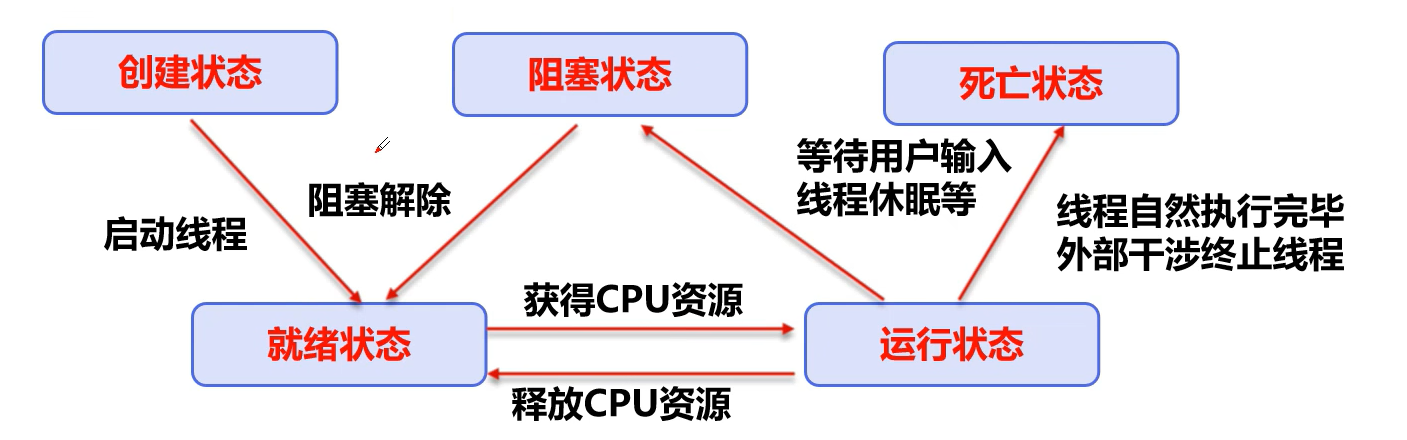 创建状态
阻塞状态
死亡状态
等待用户输入
线程休眠等
阻塞解除
启动线程
线程自然执行完毕
外部干涉终止线程
获得CPU资源
就绪状态
运行状态
释放CPU资源